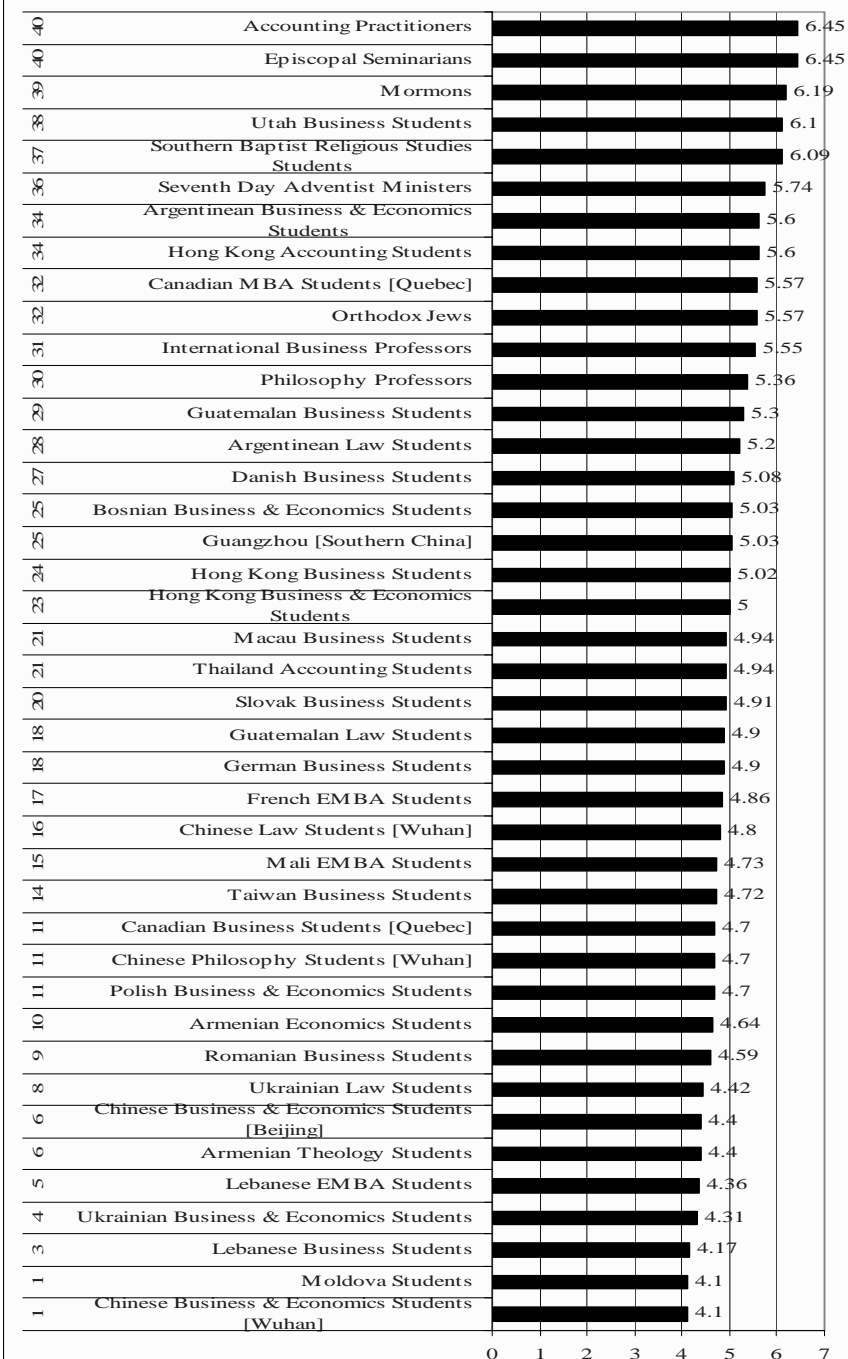 40 Accounting Practitioners 6.45
40 Episcopal Seminarians 6.45
39 Mormons 6.19
38 Utah Business Students 6.1
37 Southern Baptist Religious Studies
Students 6.09
36 Seventh Day Adventist Ministers 5.74
34 Argentinean Business & Economics
Students 5.6
34 Hong Kong Accounting Students 5.6
32 Canadian MBA Students [Quebec] 5.57
32 Orthodox Jews 5.57
31 International Business Professors 5.55
30 Philosophy Professors 5.36
29 Guatemalan Business Students 5.3
28 Argentinean Law Students 5.2
27 Danish Business Students 5.08
25 Bosnian Business & Economics Students 5.03
25 Guangzhou [Southern China] 5.03
24 Hong Kong Business Students 5.02
23 Hong Kong Business & Economics
Students 5
21 Macau Business Students 4.94
21 Thailand Accounting Students 4.94
20 Slovak Business Students 4.91
18 Guatemalan Law Students 4.9
18 German Business Students 4.9
17 French EMBA Students 4.86
16 Chinese Law Students [Wuhan] 4.8
15 Mali EMBA Students 4.73
14 Taiwan Business Students 4.72
11 Canadian Business Students [Quebec] 4.7
11 Chinese Philosophy Students [Wuhan] 4.7
11 Polish Business & Economics Students 4.7
10 Armenian Economics Students 4.64
9 Romanian Business Students 4.59
8 Ukrainian Law Students 4.42
6 Chinese Business & Economics Students
[Beijing] 4.4
6 Armenian Theology Students 4.4
5 Lebanese EMBA Students 4.36
4 Ukrainian Business & Economics Students 4.31
3 Lebanese Business Students 4.17
1 Moldova Students 4.1
1 Chinese Business & Economics Students
[Wuhan] 4.1
0 1 2 3 4 5 6 7